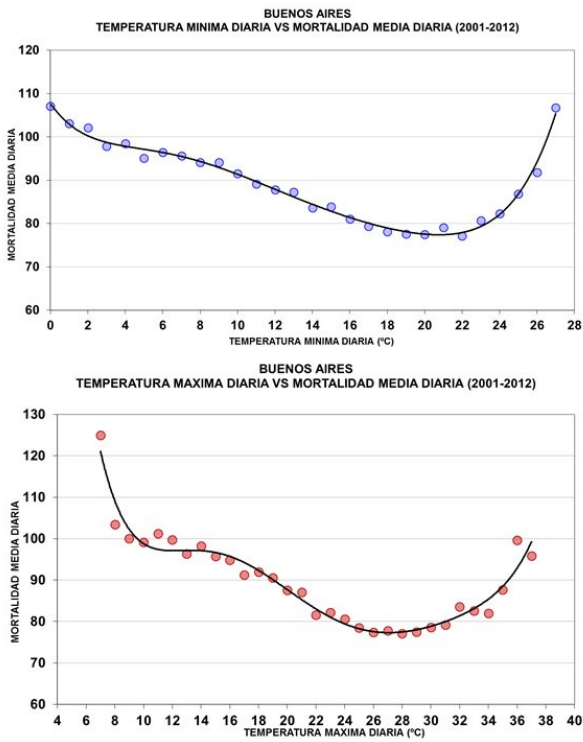 BUENOS AIRES
TEMPERATURA MINIMA DIARIA VS MORTALIDAD MEDIA DIARIA (2001-2012)
MORTALIDAD MEDIA DIARIA
120
110
100
90
80
70
60
0 2 4 6 8 10 12 14 16 18 20 22 24 26 28
TEMPERATURA MINIMA DIARIA (ºC)
BUENOS AIRES
TEMPERATURA MAXIMA DIARIA VS MORTALIDAD MEDIA DIARIA (2001-2012)
MORTALIDAD MEDIA DIARIA
130
120
110
100
90
80
70
60
4 6 8 10 12 14 16 18 20 22 24 26 28 30 32 34 36 38 40
TEMPERATURA MAXIMA DIARIA (ºC)